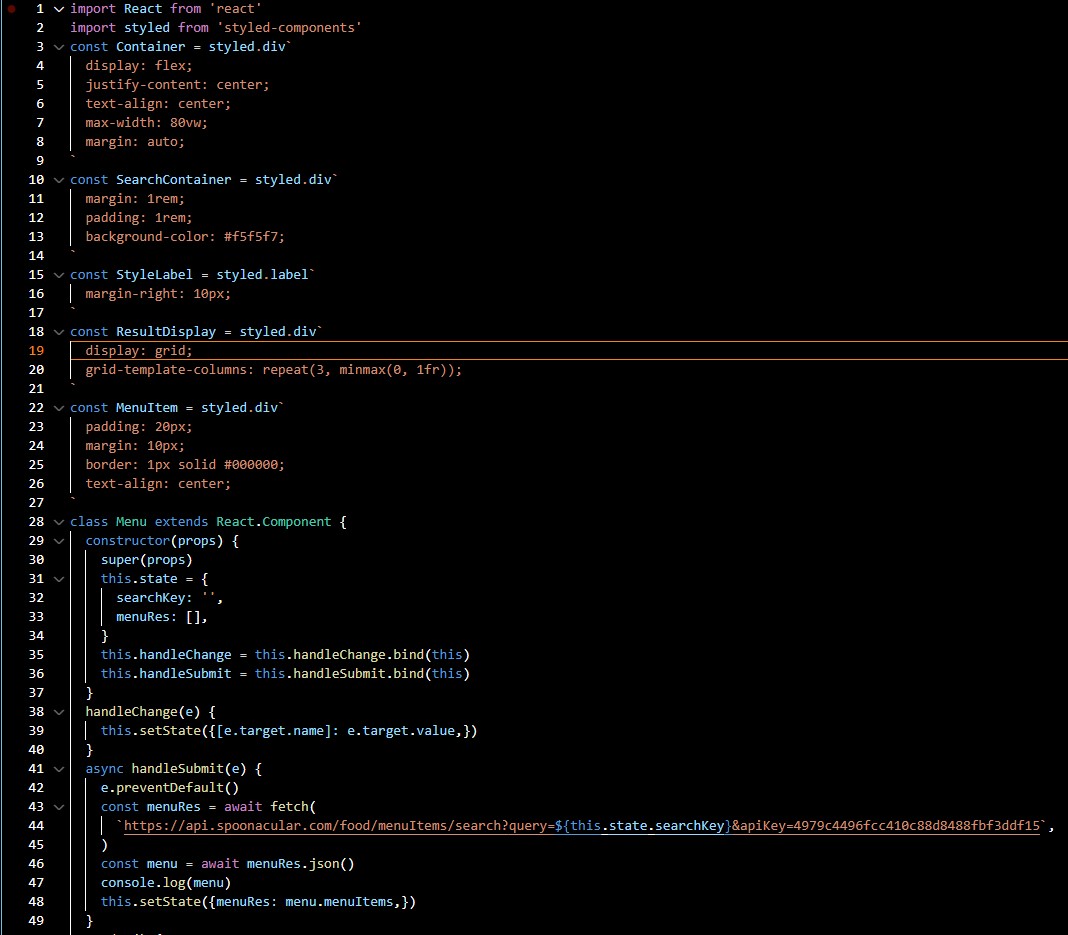 1 import React from 'react'
2 import styled from 'styled-components'
3 const Container = styled.div`
4 display: flex;
5 justify-content: center;
6 text-align: center;
7 max-width: 80vw;
8 margin: auto;
9 `
10 const SearchContainer = styled.div`
11 margin: 1rem;
12 padding: 1rem;
13 background-color: #f5f5f7;
14 `
15 const StyleLabel = styled.label`
16 margin-right: 10px;
17 `
18 const ResultDisplay = styled.div`
19 display: grid;
20 grid-template-columns: repeat(3, minmax(0, 1fr));
21 `
22 const MenuItem = styled.div`
23 padding: 20px;
24 margin: 10px;
25 border: 1px solid #000000;
26 text-align: center;
27 `
28 class Menu extends React.Component {
29 constructor(props) {
30 super(props)
31 this.state = {
32 searchKey: '',
33 menuRes: [],
34 }
35 this.handleChange = this.handleChange.bind(this)
36 this.handleSubmit = this.handleSubmit.bind(this)
37 }
38 handleChange(e) {
39 this.setState({[e.target.name]: e.target.value,})
40 }
41 async handleSubmit(e) {
42 e.preventDefault()
43 const menuRes = await fetch(
44 `https://api.spoonacular.com/food/menuItems/search?query=${this.state.searchKey}&apiKey=4979c4496fcc410c88d8488fbf3ddf15`,
45 )
46 const menu = await menuRes.json()
47 console.log(menu)
48 this.setState({menuRes: menu.menuItems,})
49 }